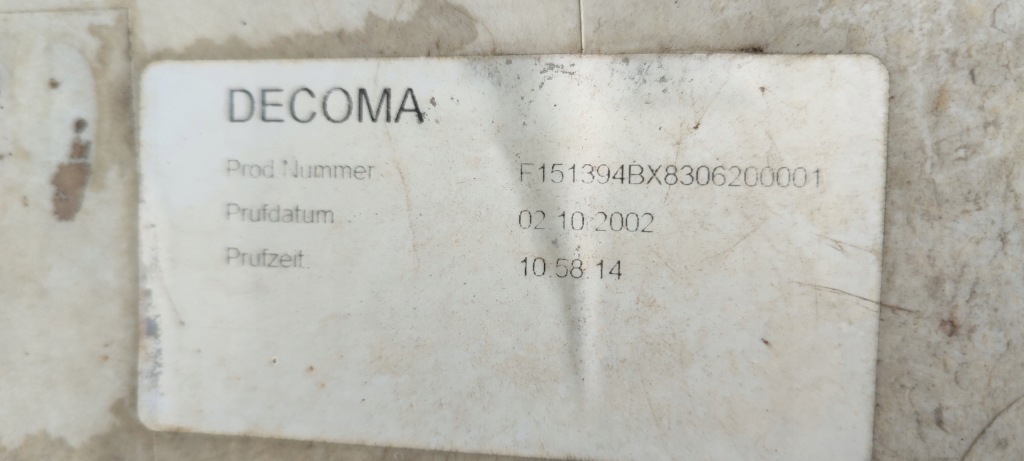 DECOMA
Prod Nummer F151394BX8306200001
Prufdatum 02.10.2002
Prufzeit 10.58.14